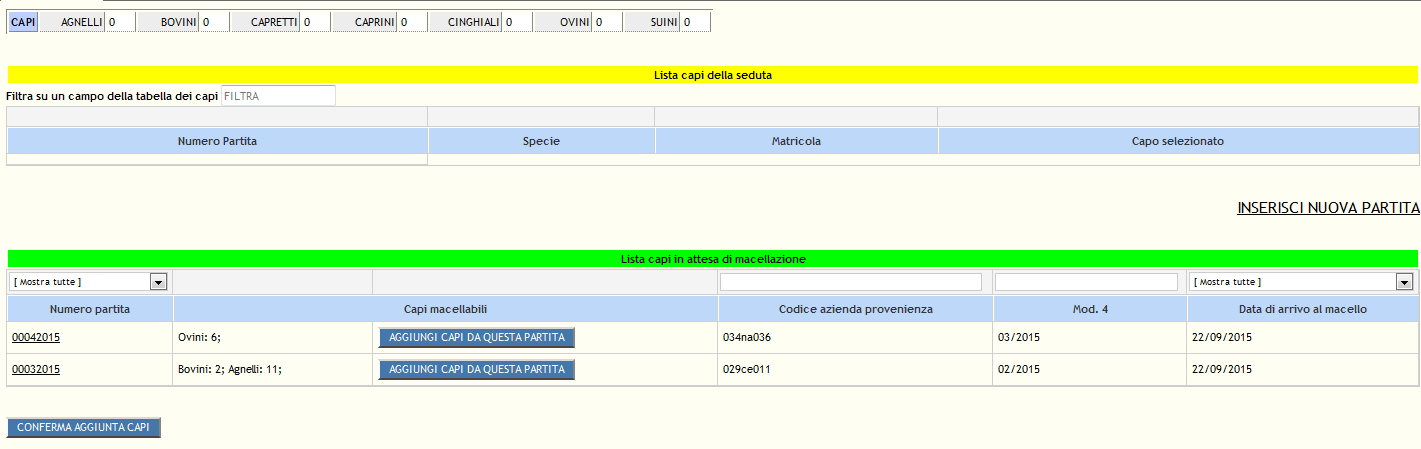 CAPI AGNELLI 0 BOVINI 0 CAPRETTI 0 CAPRINI 0 CINGHIALI 0 OVINI 0 SUINI 0
Lista capi della seduta
Filtra su un campo della tabella dei capi FILTRA
Numero Partita Specie Matricola Capo selezionato
INSERISCI NUOVA PARTITA
Lista capi in attesa di macellazione
[ Mostra tutte ] [ Mostra tutte ]
Numero partita Capi macellabili Codice azienda provenienza Mod. 4 Data di arrivo al macello
00042015 Ovini: 6; AGGIUNGI CAPI DA QUESTA PARTITA 034na036 03/2015 22/09/2015
00032015 Bovini: 2; Agnelli: 11; AGGIUNGI CAPI DA QUESTA PARTITA 029ce011 02/2015 22/09/2015
CONFERMA AGGIUNTA CAPI